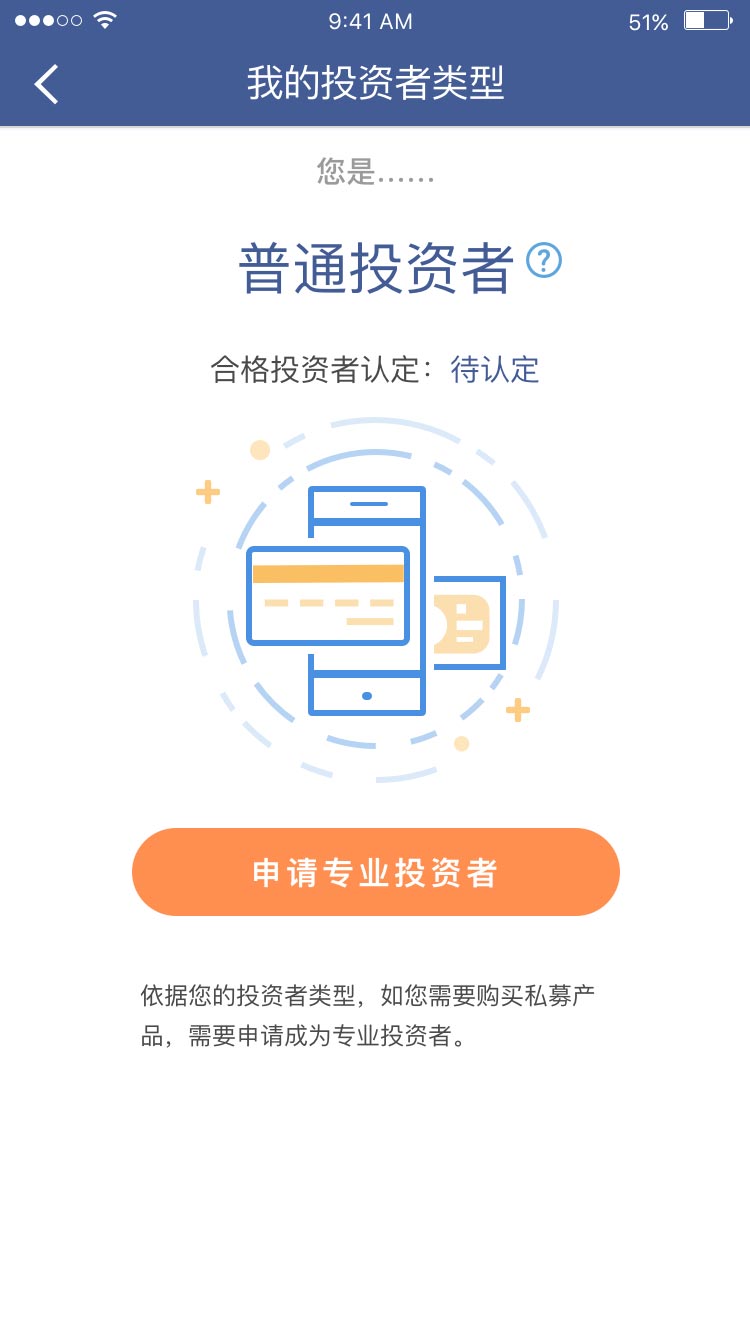 9:41 AM
51%
我的投资者类型
您是......
普通投资者 ?
合格投资者认定：待认定
申请专业投资者
依据您的投资者类型，如您需要购买私募产
品，需要申请成为专业投资者。